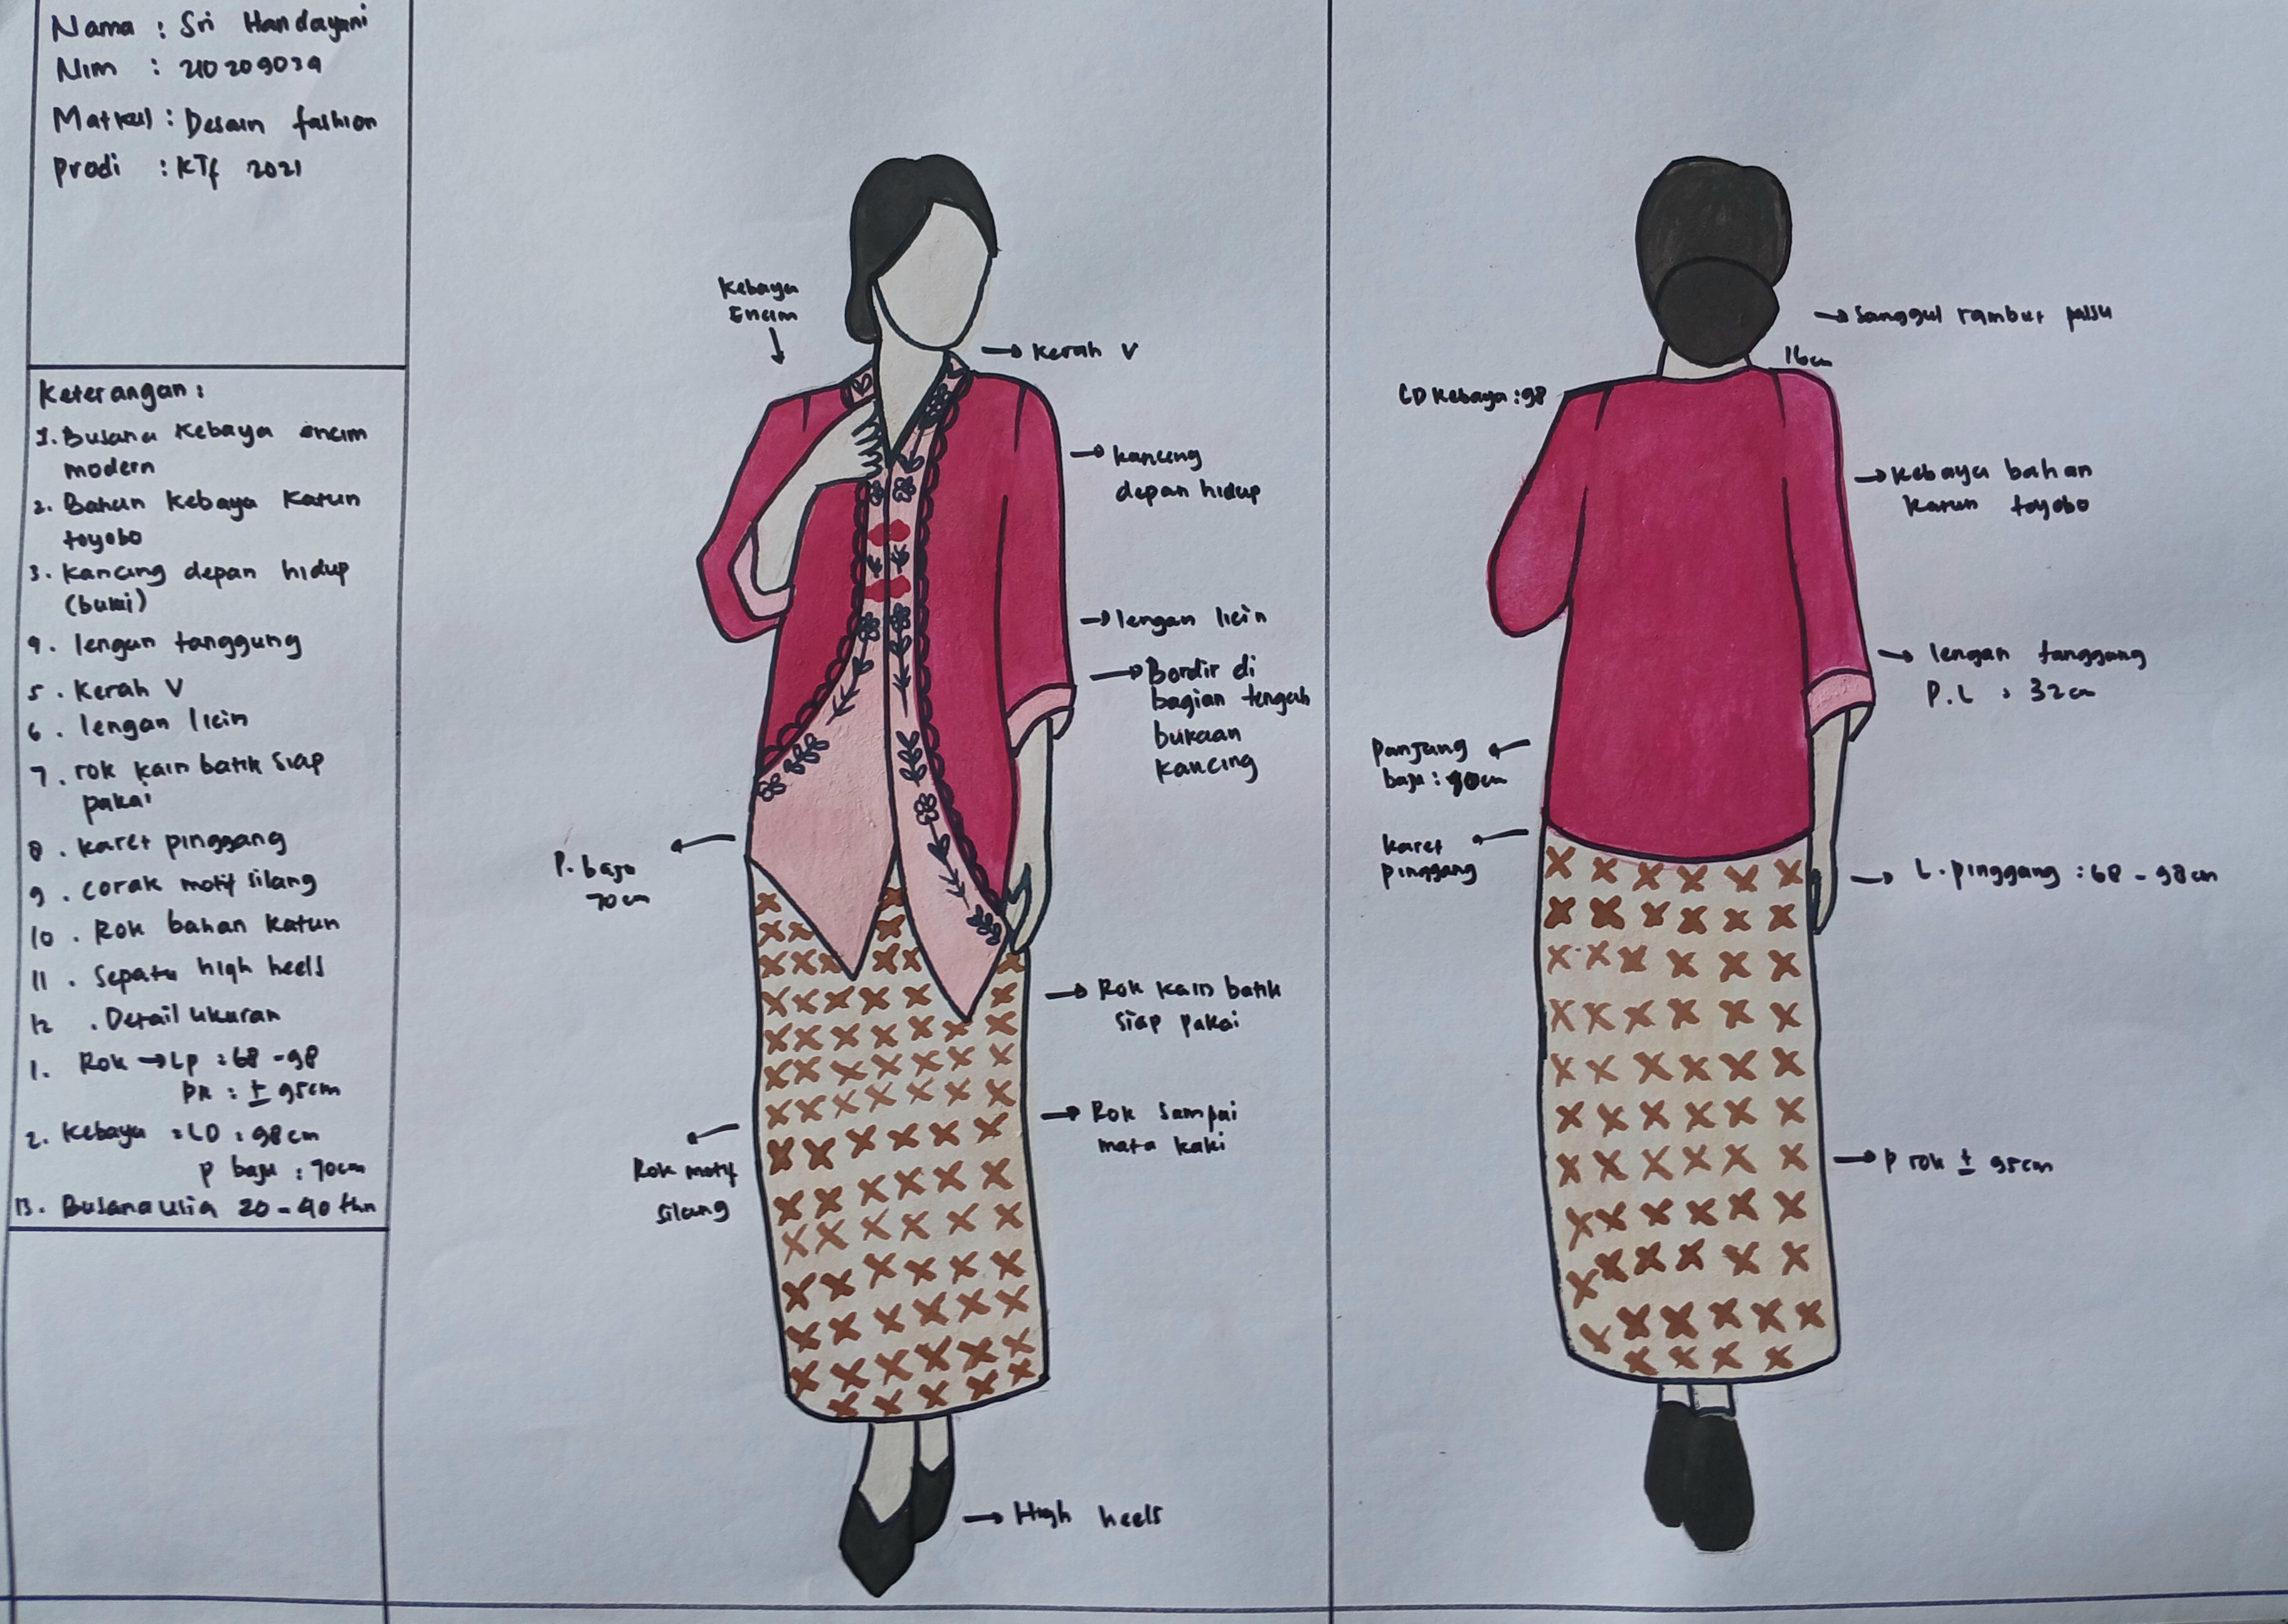 Nama : Sri Handayani
Nim : 210209039
Matkul : Desain fashion
Prodi : KTf 2021
Keterangan :
1. Busana Kebaya encim
modern
2. Bahan Kebaya Katun
toyobo
3. Kancing depan hidup
(buka)
4. lengan tanggung
5. Kerah V
6. lengan licin
7. rok kain batik siap
pakai
8. karet pinggang
9. corak motif silang
10. Rok bahan katun
11. Sepatu high heels
12. Detail ukuran
1. Rok → Lp : 68 - 98
PR : ± 95cm
2. Kebaya : LD : 98 cm
P baju : 70cm
13. Busana usia 20 - 40 thn
Kebaya
Encim
→ Kerah V
→ kancing
depan hidup
→ lengan licin
→ Bordir di
bagian tengah
bukaan
kancing
P. baju
70cm
→ Rok kain batik
siap pakai
→ Rok sampai
mata kaki
Rok motif
silang
→ High heels
→ Sanggul rambut palsu
16cm
LD Kebaya : 98
→ Kebaya bahan
katun toyobo
→ lengan tanggung
P.L : 32cm
Panjang
baju : 70cm
karet
pinggang
→ L. pinggang : 68 - 98cm
→ P rok ± 95cm